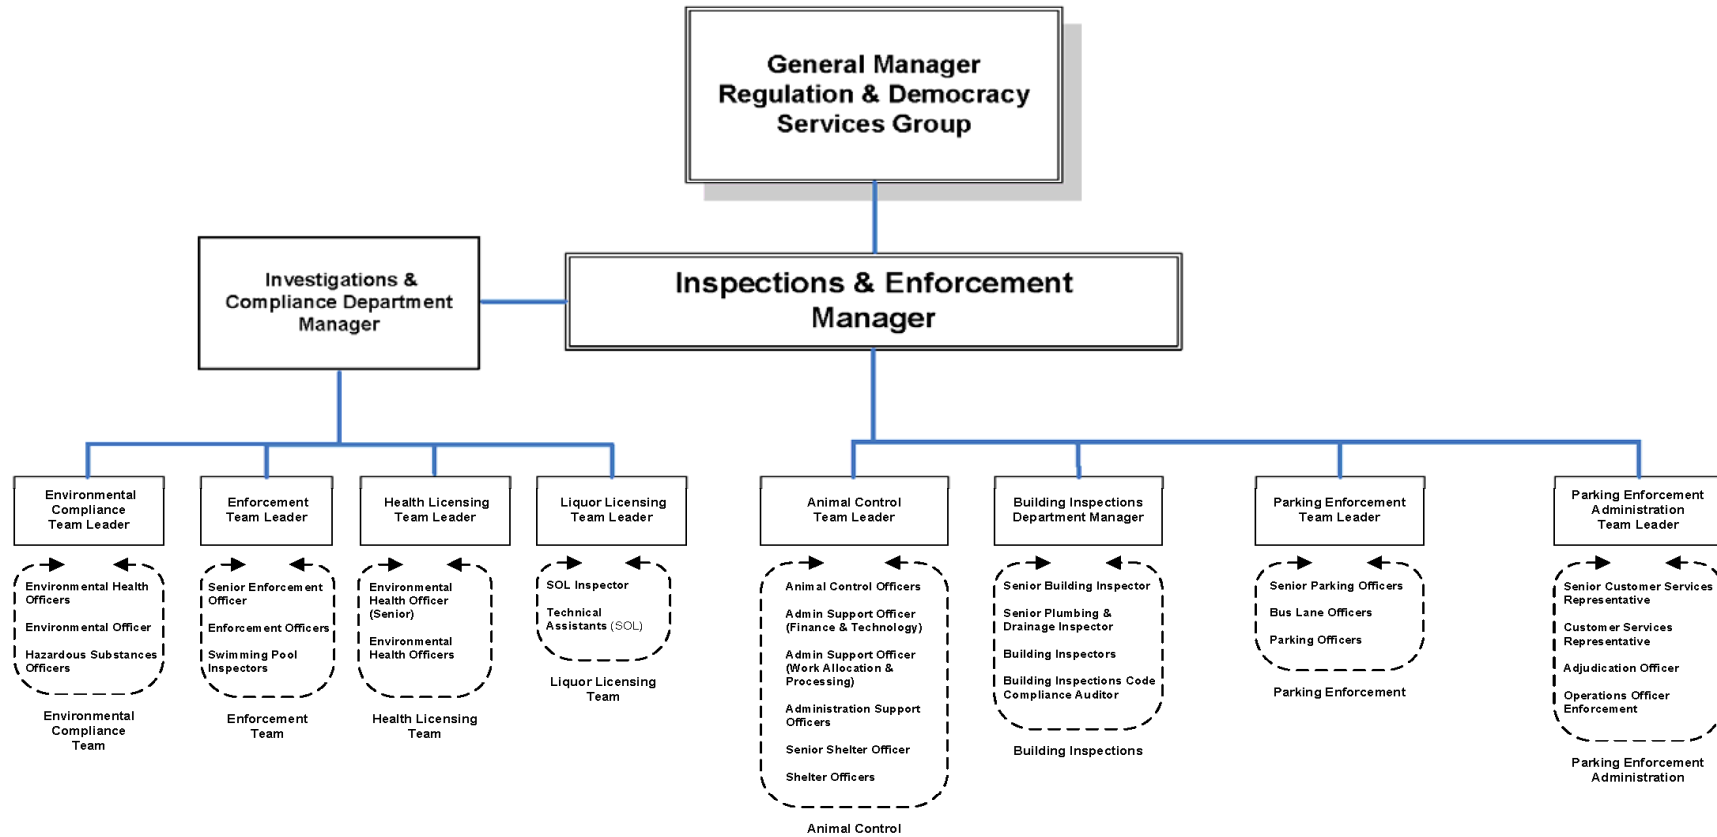 General Manager
Regulation & Democracy
Services Group
Investigations &
Compliance Department
Manager
Inspections & Enforcement
Manager
Environmental
Compliance
Team Leader
Enforcement
Team Leader
Health Licensing
Team Leader
Liquor Licensing
Team Leader
Animal Control
Team Leader
Building Inspections
Department Manager
Parking Enforcement
Team Leader
Parking Enforcement
Administration
Team Leader
Environmental Health
Officers
Environmental Officer
Hazardous Substances
Officers
Environmental
Compliance
Team
Senior Enforcement
Officer
Enforcement Officers
Swimming Pool
Inspectors
Enforcement
Team
Environmental
Health Officer
(Senior)
Environmental
Health Officers
Health Licensing
Team
SOL Inspector
Technical
Assistants (SOL)
Liquor Licensing
Team
Animal Control Officers
Admin Support Officer
(Finance & Technology)
Admin Support Officer
(Work Allocation &
Processing)
Administration Support
Officers
Senior Shelter Officer
Shelter Officers
Animal Control
Senior Building Inspector
Senior Plumbing &
Drainage Inspector
Building Inspectors
Building Inspections Code
Compliance Auditor
Building Inspections
Senior Parking Officers
Bus Lane Officers
Parking Officers
Parking Enforcement
Senior Customer Services
Representative
Customer Services
Representative
Adjudication Officer
Operations Officer
Enforcement
Parking Enforcement
Administration